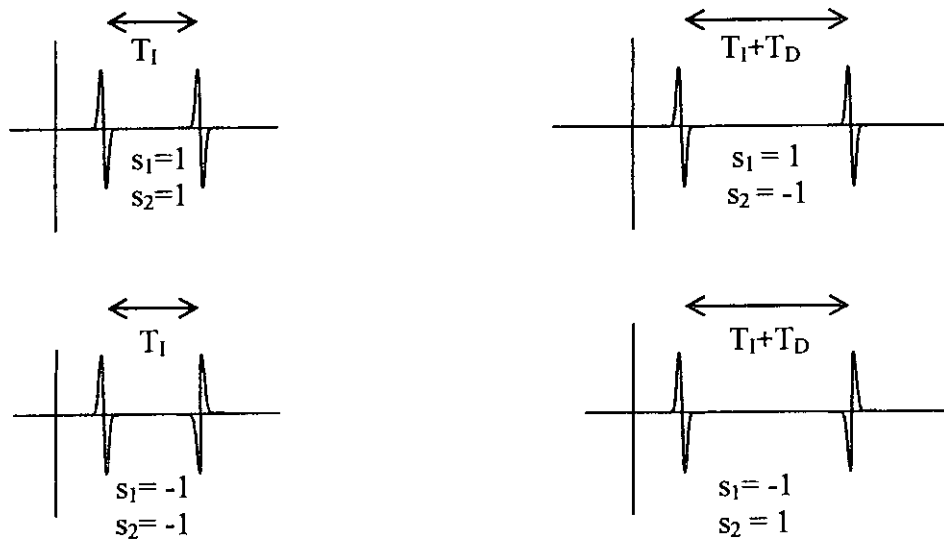 T_I
s_1=1
s_2=1
T_I+T_D
s_1 = 1
s_2 = -1
T_I
s_1= -1
s_2= -1
T_I+T_D
s_1= -1
s_2 = 1